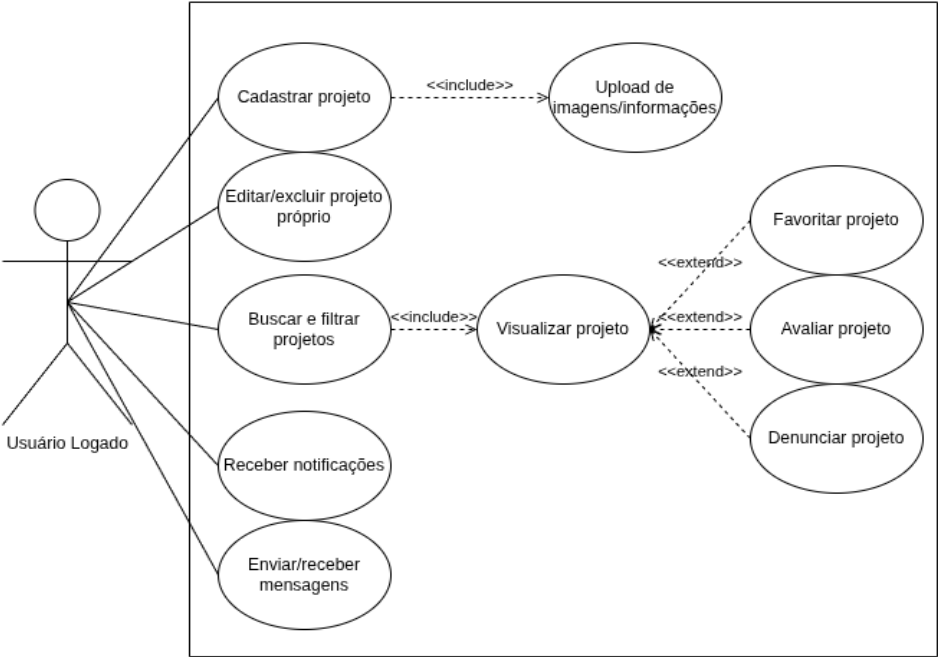 Cadastrar projeto
<<include>>
Upload de
imagens/informações
Editar/excluir projeto
próprio
Favoritar projeto
<<extend>>
Buscar e filtrar
projetos
<<include>>
Visualizar projeto
<<extend>>
Avaliar projeto
<<extend>>
Denunciar projeto
Usuário Logado
Receber notificações
Enviar/receber
mensagens